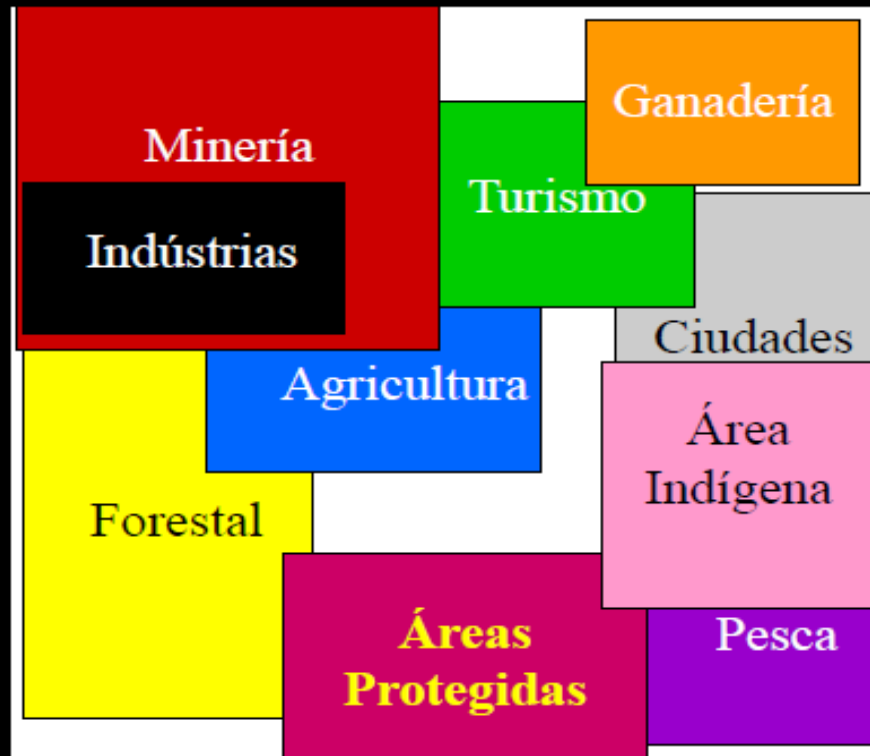 Ganadería
Minería
Turismo
Indústrias
Ciudades
Agricultura
Área
Indígena
Forestal
Áreas
Protegidas
Pesca